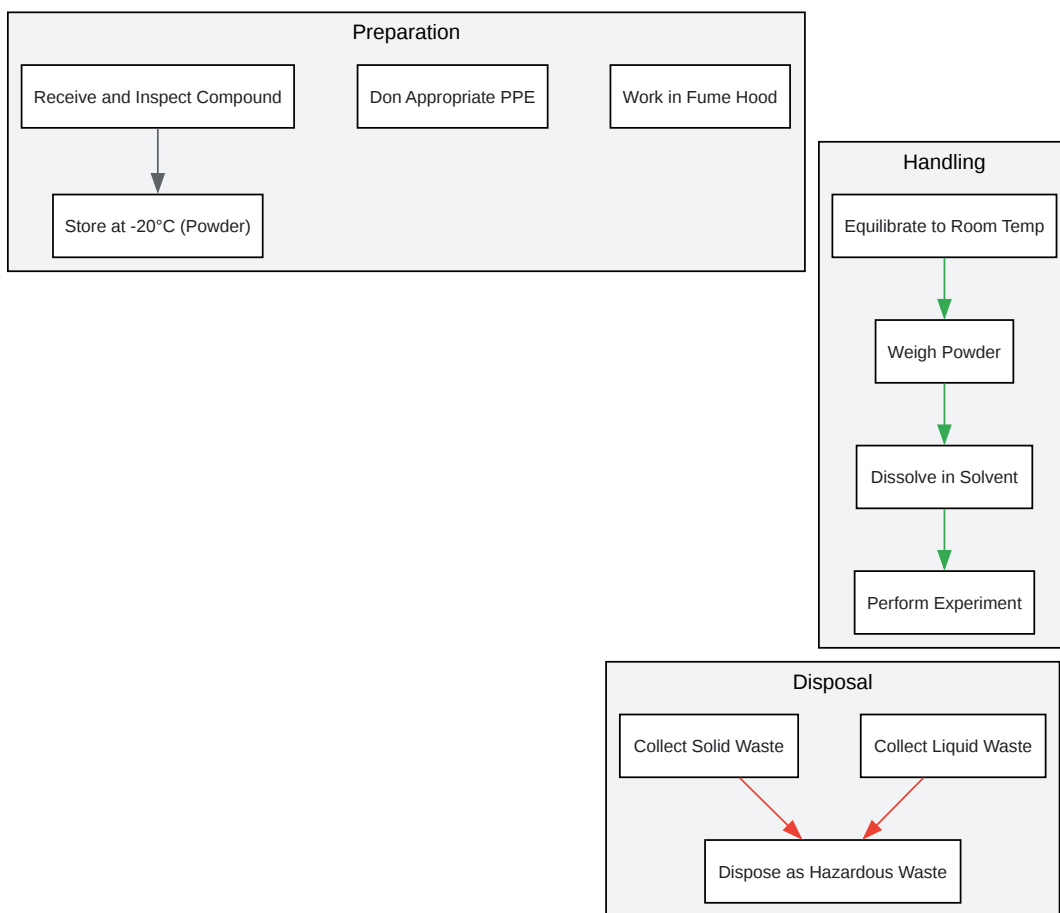 Preparation
Receive and Inspect Compound
Don Appropriate PPE
Work in Fume Hood
Store at -20°C (Powder)
Handling
Equilibrate to Room Temp
Weigh Powder
Dissolve in Solvent
Perform Experiment
Disposal
Collect Solid Waste
Collect Liquid Waste
Dispose as Hazardous Waste